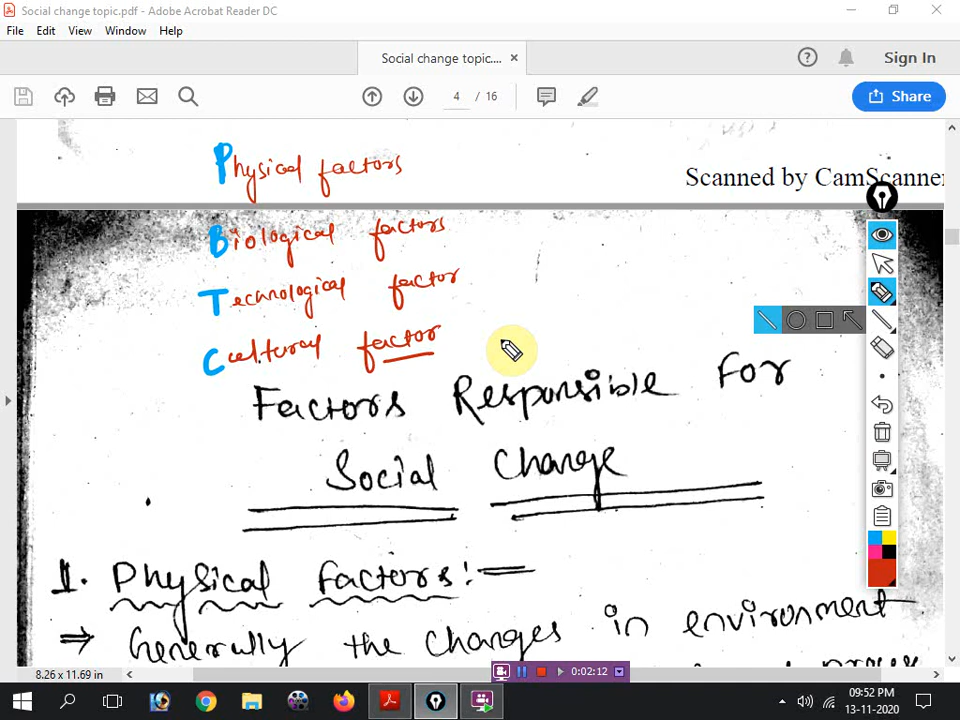 Social change topic.pdf - Adobe Acrobat Reader DC
File Edit View Window Help
Social change topic.... ×
Sign In
4 / 16
Share
Physical factors
Scanned by CamScanner
Biological factors
Technological factor
Cultural factor
Factors Responsible For
Social Change
1. Physical factors:—
⇒ Generally the changes in environment
8.26 x 11.69 in
0:02:12
09:52 PM
13-11-2020